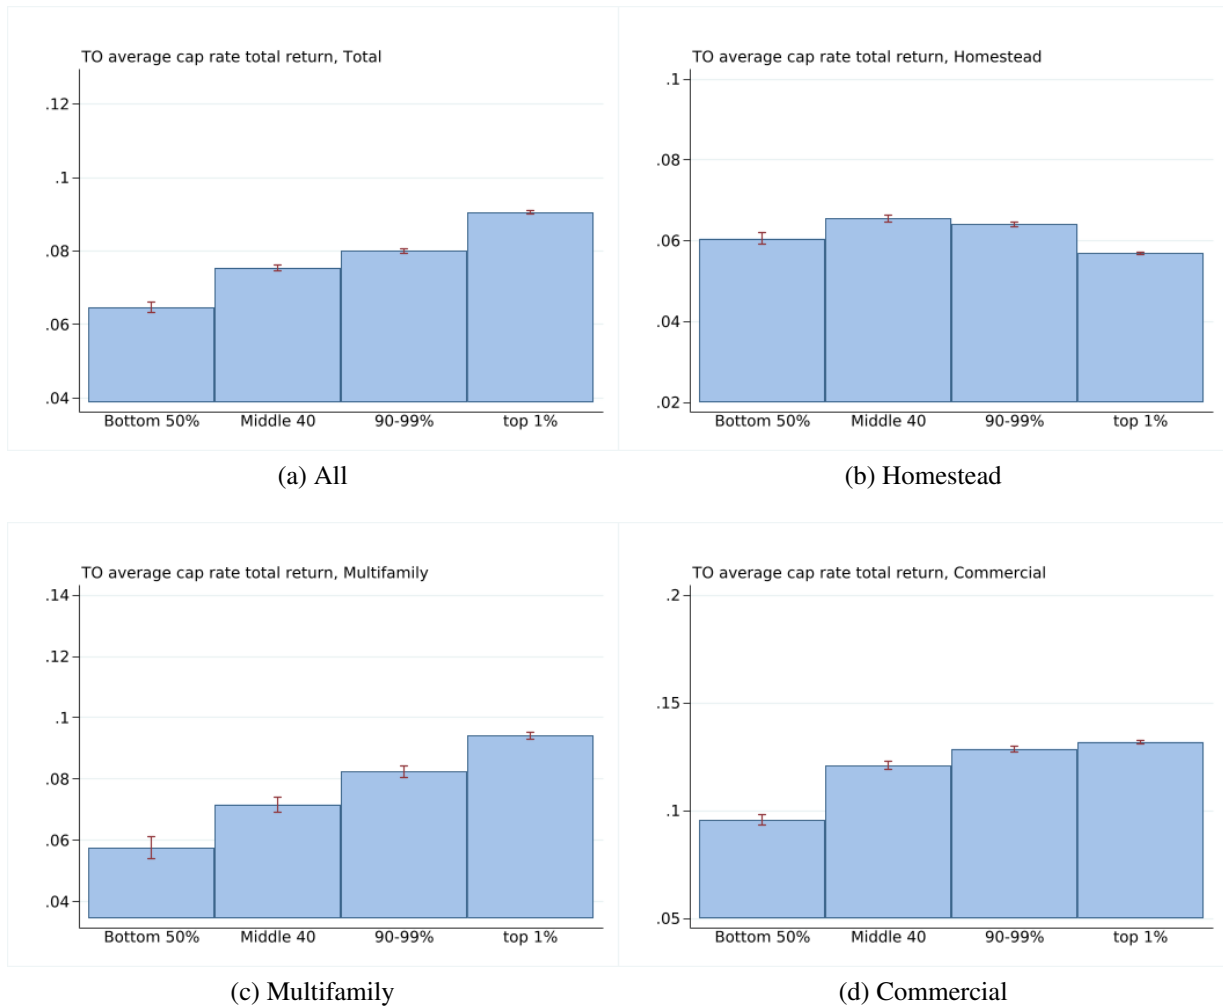 TO average cap rate total return, Total
.12
.1
.08
.06
.04
Bottom 50% Middle 40 90-99% top 1%
(a) All
TO average cap rate total return, Homestead
.1
.08
.06
.04
.02
Bottom 50% Middle 40 90-99% top 1%
(b) Homestead
TO average cap rate total return, Multifamily
.14
.12
.1
.08
.06
.04
Bottom 50% Middle 40 90-99% top 1%
(c) Multifamily
TO average cap rate total return, Commercial
.2
.15
.1
.05
Bottom 50% Middle 40 90-99% top 1%
(d) Commercial